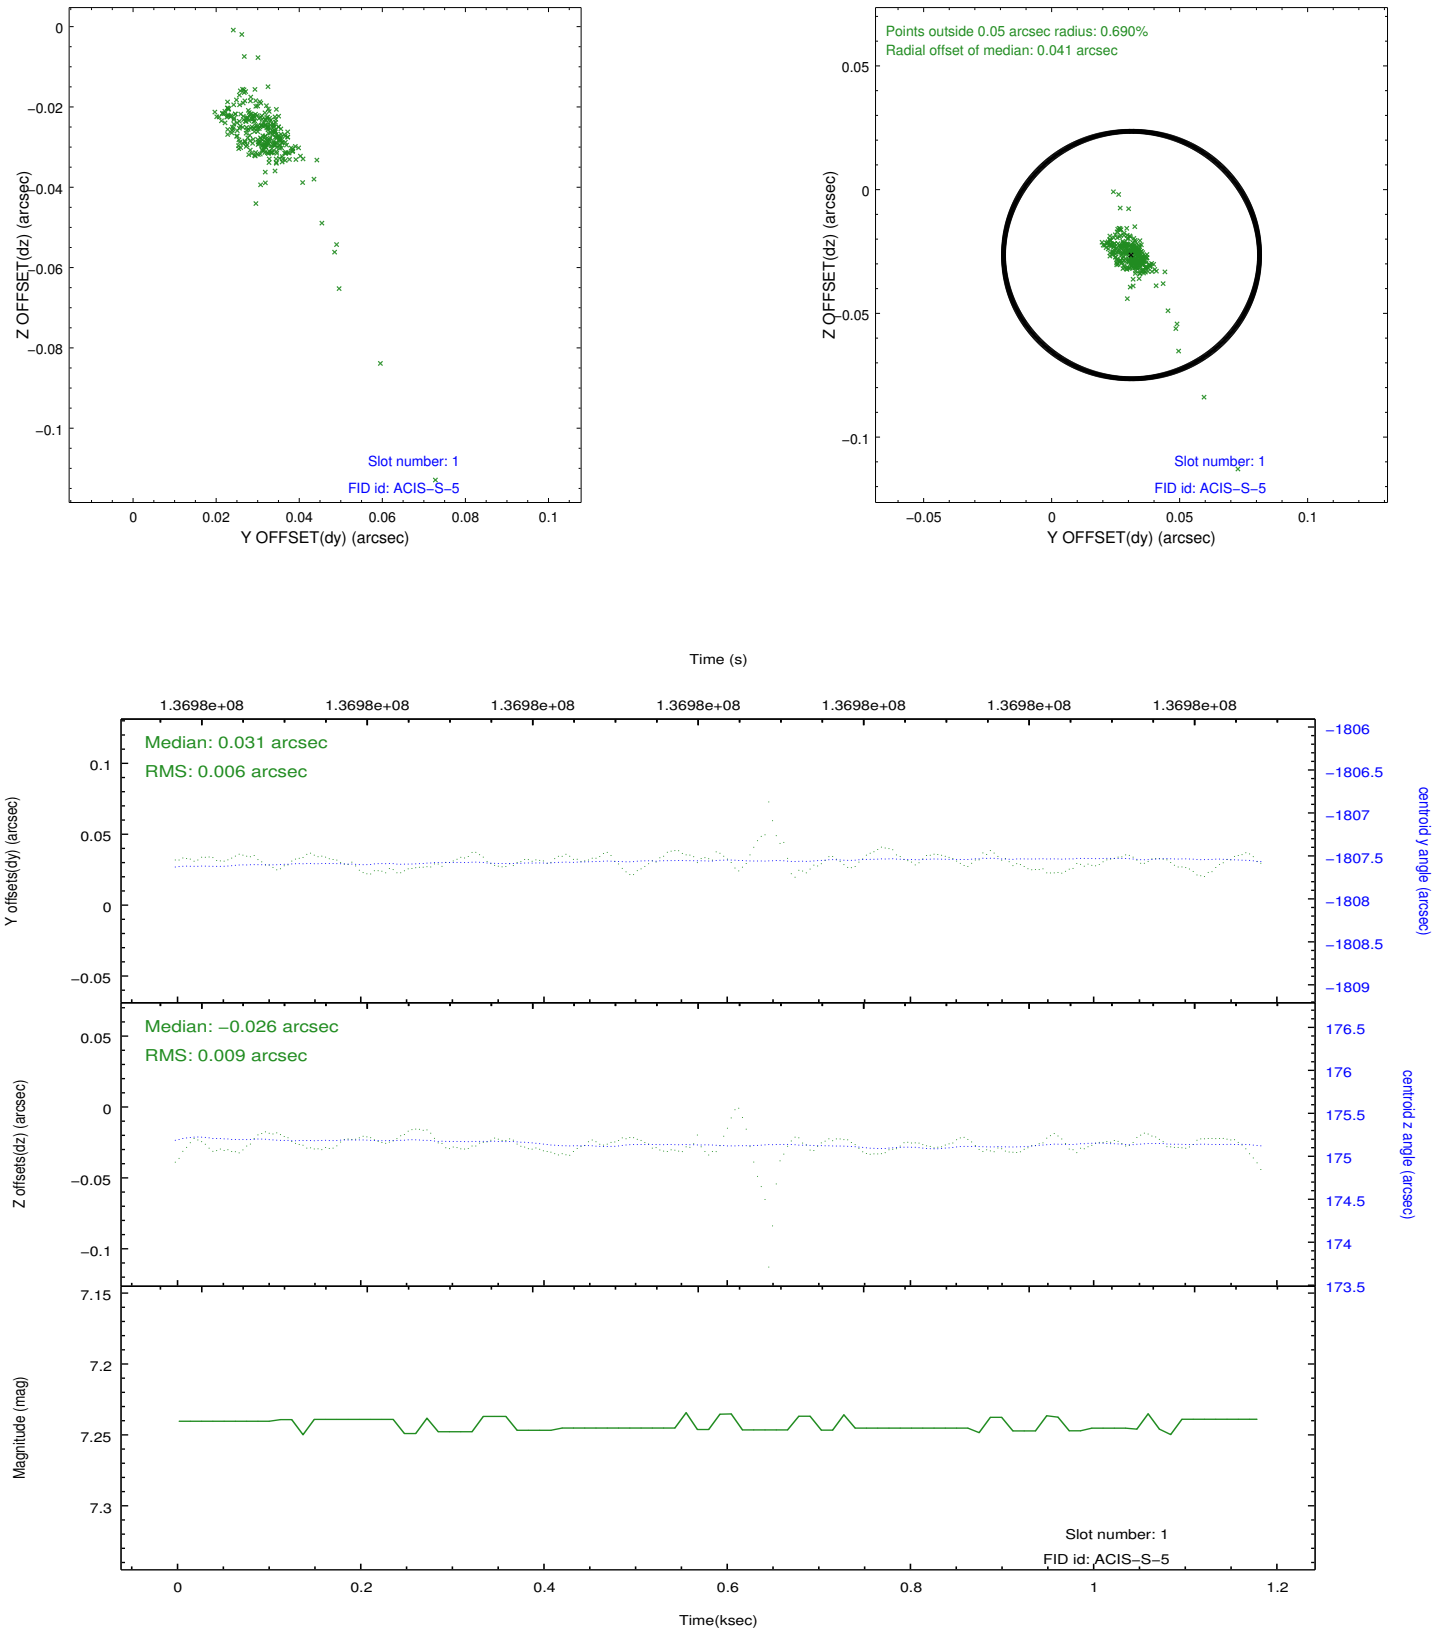 0
−0.02
−0.04
−0.06
−0.08
−0.1
Z OFFSET(dz) (arcsec)
Slot number: 1
FID id: ACIS−S−5
0 0.02 0.04 0.06 0.08 0.1
Y OFFSET(dy) (arcsec)
Points outside 0.05 arcsec radius: 0.690%
Radial offset of median: 0.041 arcsec
0.05
0
−0.05
−0.1
Z OFFSET(dz) (arcsec)
Slot number: 1
FID id: ACIS−S−5
−0.05 0 0.05 0.1
Y OFFSET(dy) (arcsec)
Time (s)
1.3698e+08 1.3698e+08 1.3698e+08 1.3698e+08 1.3698e+08 1.3698e+08 1.3698e+08
Median: 0.031 arcsec
RMS: 0.006 arcsec
0.1
0.05
0
−0.05
Y offsets(dy) (arcsec)
−1806
−1806.5
−1807
−1807.5
−1808
−1808.5
−1809
centroid y angle (arcsec)
Median: −0.026 arcsec
RMS: 0.009 arcsec
0.05
0
−0.05
−0.1
Z offsets(dz) (arcsec)
176.5
176
175.5
175
174.5
174
173.5
centroid z angle (arcsec)
7.15
7.2
7.25
7.3
Magnitude (mag)
Slot number: 1
FID id: ACIS−S−5
0 0.2 0.4 0.6 0.8 1 1.2
Time(ksec)